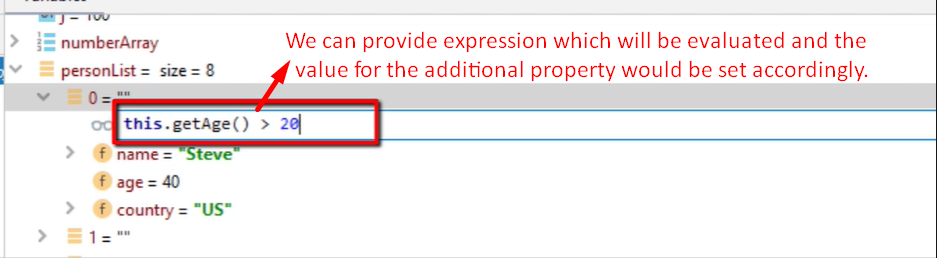 j = 100
numberArray
We can provide expression which will be evaluated and the
value for the additional property would be set accordingly.
personList = size = 8
0 = ""
this.getAge() > 20
name = "Steve"
age = 40
country = "US"
1 = ""